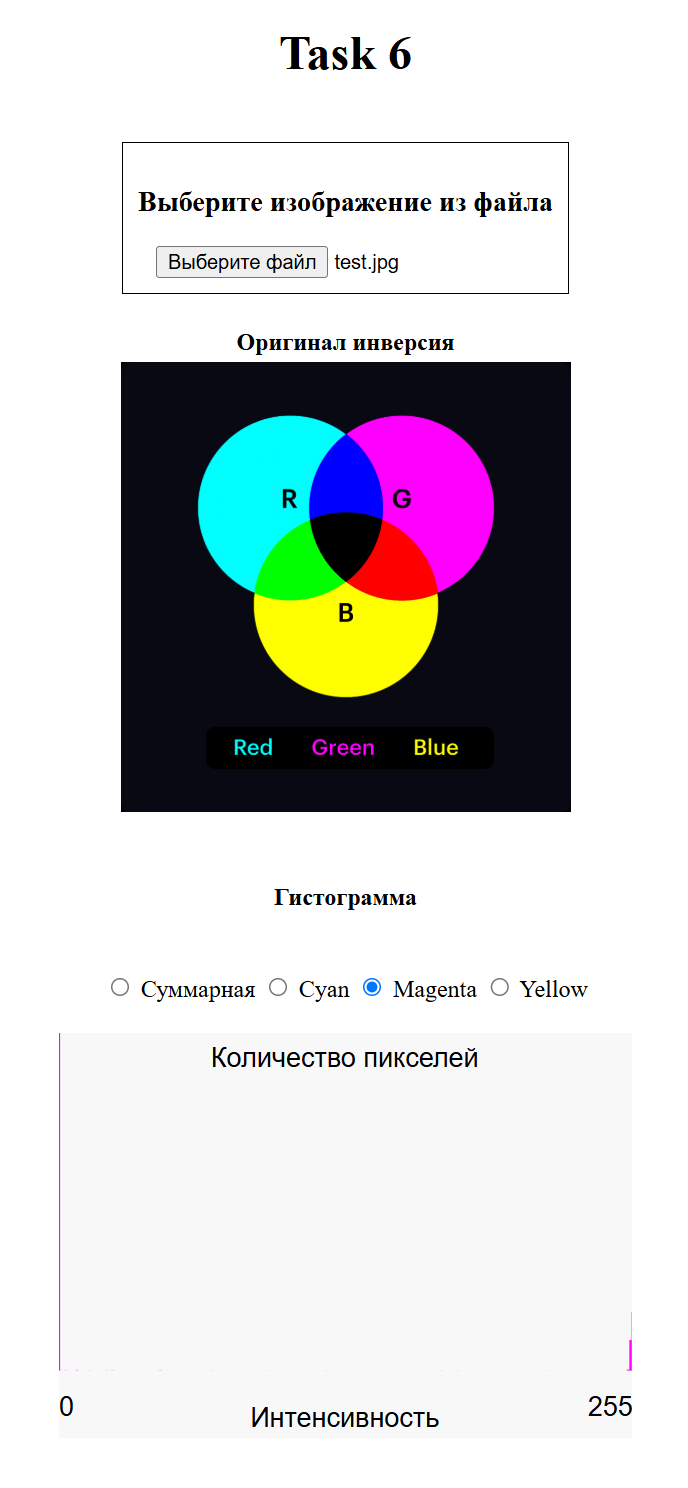 Task 6
Выберите изображение из файла
Выберите файл test.jpg
Оригинал инверсия
R G
B
Red Green Blue
Гистограмма
Суммарная Cyan Magenta Yellow
Количество пикселей
0 255
Интенсивность